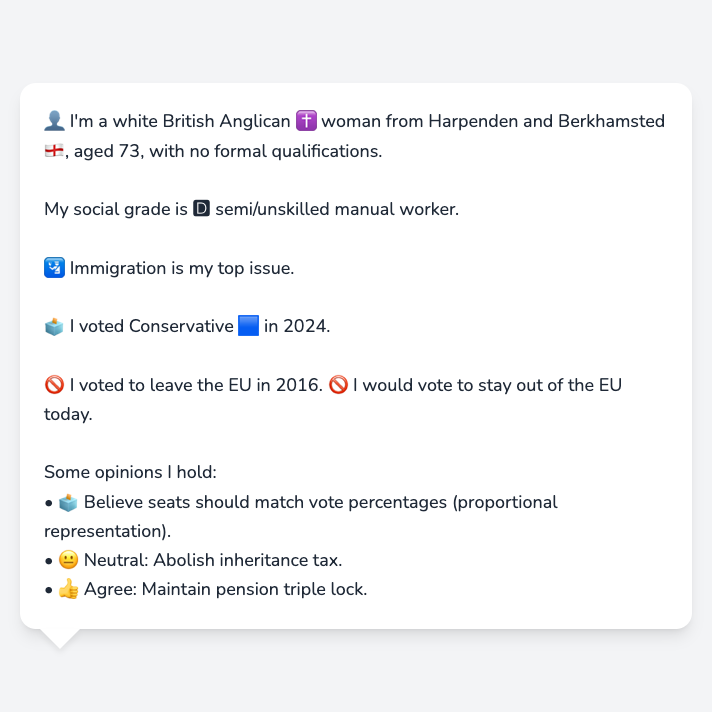 👤 I'm a white British Anglican ✝️ woman from Harpenden and Berkhamsted
🏴󠁧󠁢󠁥󠁮󠁧󠁿, aged 73, with no formal qualifications.
My social grade is 🅳 semi/unskilled manual worker.
🛂 Immigration is my top issue.
🗳️ I voted Conservative 🟦 in 2024.
🚫 I voted to leave the EU in 2016. 🚫 I would vote to stay out of the EU
today.
Some opinions I hold:
• 🗳️ Believe seats should match vote percentages (proportional
representation).
• 😐 Neutral: Abolish inheritance tax.
• 👍 Agree: Maintain pension triple lock.